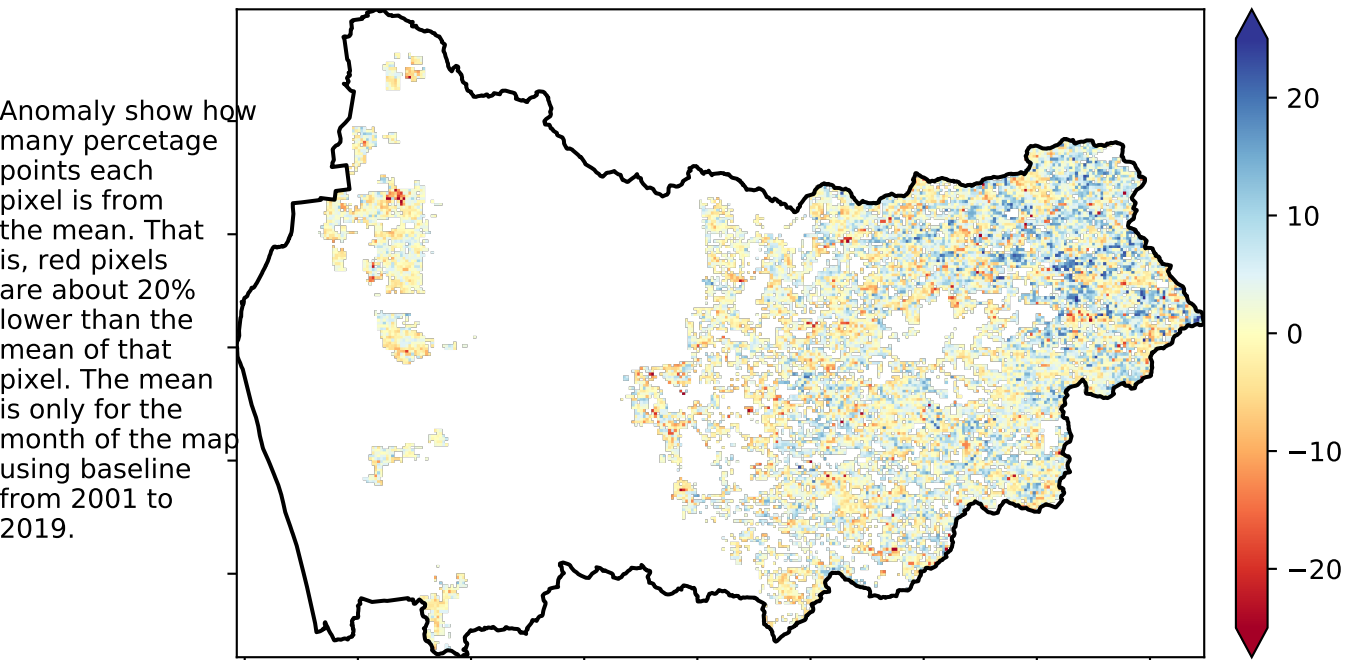 Anomaly show how
many percetage
points each
pixel is from
the mean. That
is, red pixels
are about 20%
lower than the
mean of that
pixel. The mean
is only for the
month of the map
using baseline
from 2001 to
2019.
20
10
0
−10
−20